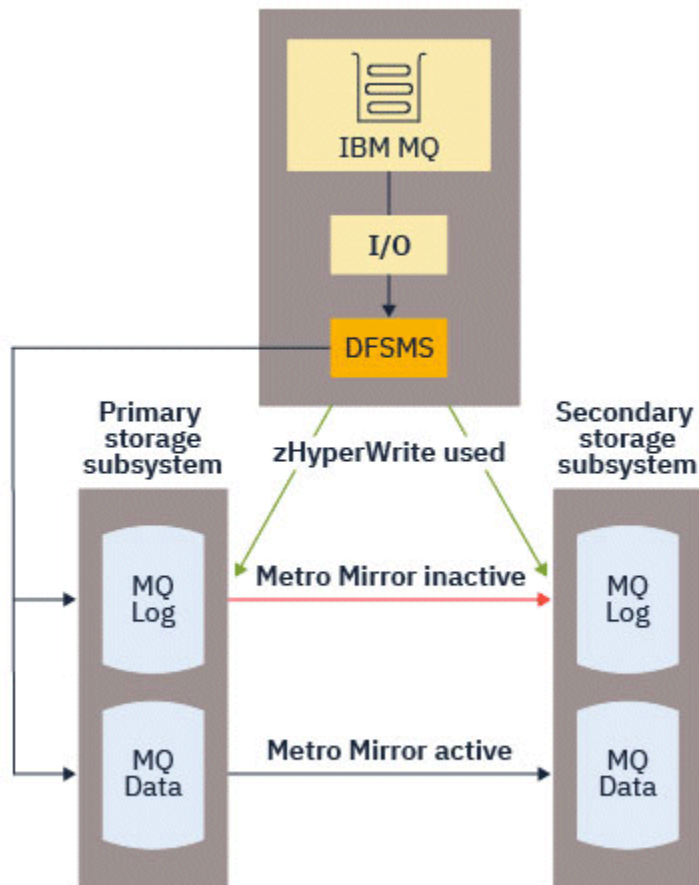 IBM MQ
I/O
DFSMS
Primary
storage
subsystem
zHyperWrite used
Secondary
storage
subsystem
MQ
Log
Metro Mirror inactive
MQ
Log
MQ
Data
Metro Mirror active
MQ
Data